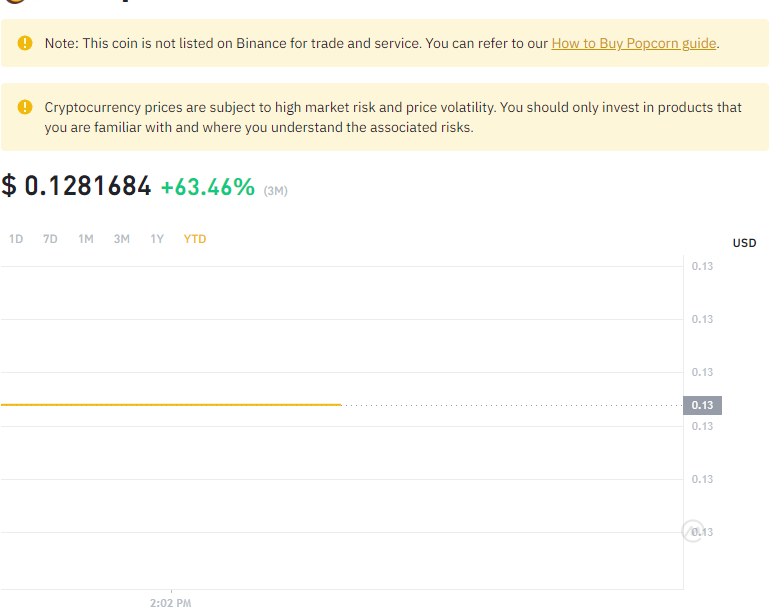 Note: This coin is not listed on Binance for trade and service. You can refer to our How to Buy Popcorn guide.
Cryptocurrency prices are subject to high market risk and price volatility. You should only invest in products that
you are familiar with and where you understand the associated risks.
$ 0.1281684 +63.46% (3M)
1D 7D 1M 3M 1Y YTD
USD
0.13
0.13
0.13
0.13
0.13
0.13
0.13
2:02 PM